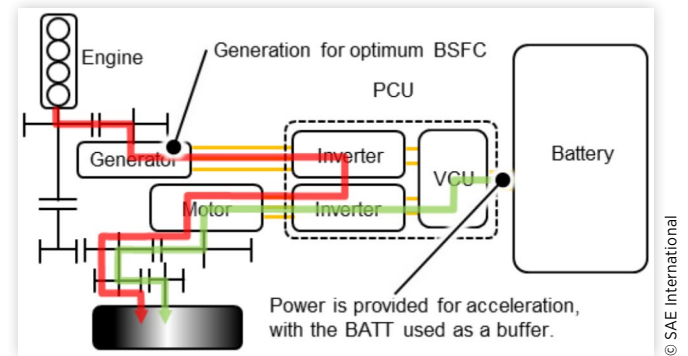 Engine
Generation for optimum BSFC
PCU
Generator
Inverter
Battery
VCU
Motor
Inverter
Power is provided for acceleration,
with the BATT used as a buffer.
© SAE International